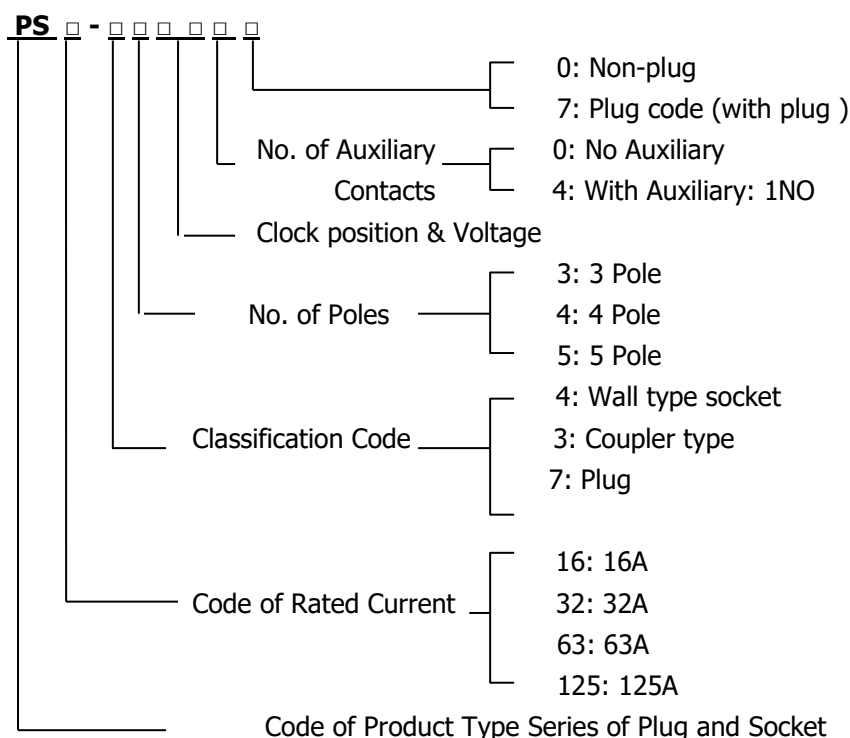 PS □ - □ □ □ □ □ □
0: Non-plug
7: Plug code (with plug )
No. of Auxiliary Contacts
0: No Auxiliary
4: With Auxiliary: 1NO
Clock position & Voltage
3: 3 Pole
No. of Poles
4: 4 Pole
5: 5 Pole
4: Wall type socket
Classification Code
3: Coupler type
7: Plug
16: 16A
Code of Rated Current
32: 32A
63: 63A
125: 125A
Code of Product Type Series of Plug and Socket